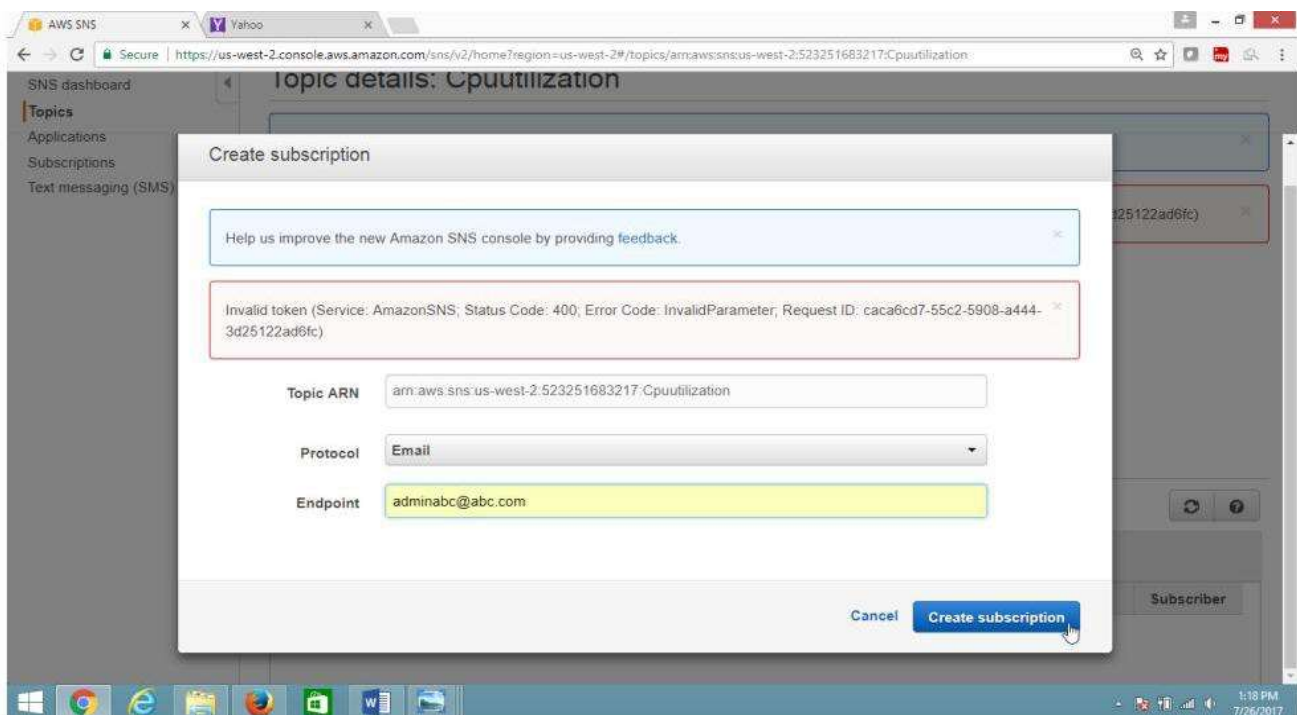 AWS SNS
Yahoo
Secure | https://us-west-2.console.aws.amazon.com/sns/v2/home?region=us-west-2#/topics/arn:aws:sns:us-west-2:523251683217:Cpuutilization
SNS dashboard
Topic details: Cpuutilization
Topics
Applications
Subscriptions
Text messaging (SMS)
Create subscription
Help us improve the new Amazon SNS console by providing feedback.
Invalid token (Service: AmazonSNS; Status Code: 400; Error Code: InvalidParameter; Request ID: caca6cd7-55c2-5908-a444-
3d25122ad6fc)
d25122ad6fc)
Topic ARN arn:aws:sns:us-west-2:523251683217:Cpuutilization
Protocol Email
Endpoint adminabc@abc.com
Subscriber
Cancel Create subscription
1:18 PM
7/26/2017